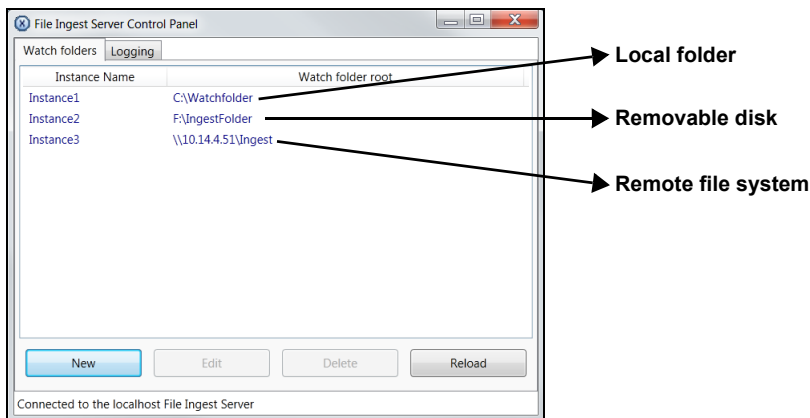 File Ingest Server Control Panel
Watch folders Logging
Instance Name Watch folder root
Instance1 C:\Watchfolder
Instance2 F:\IngestFolder
Instance3 \\10.14.4.51\Ingest
Local folder
Removable disk
Remote file system
New Edit Delete Reload
Connected to the localhost File Ingest Server